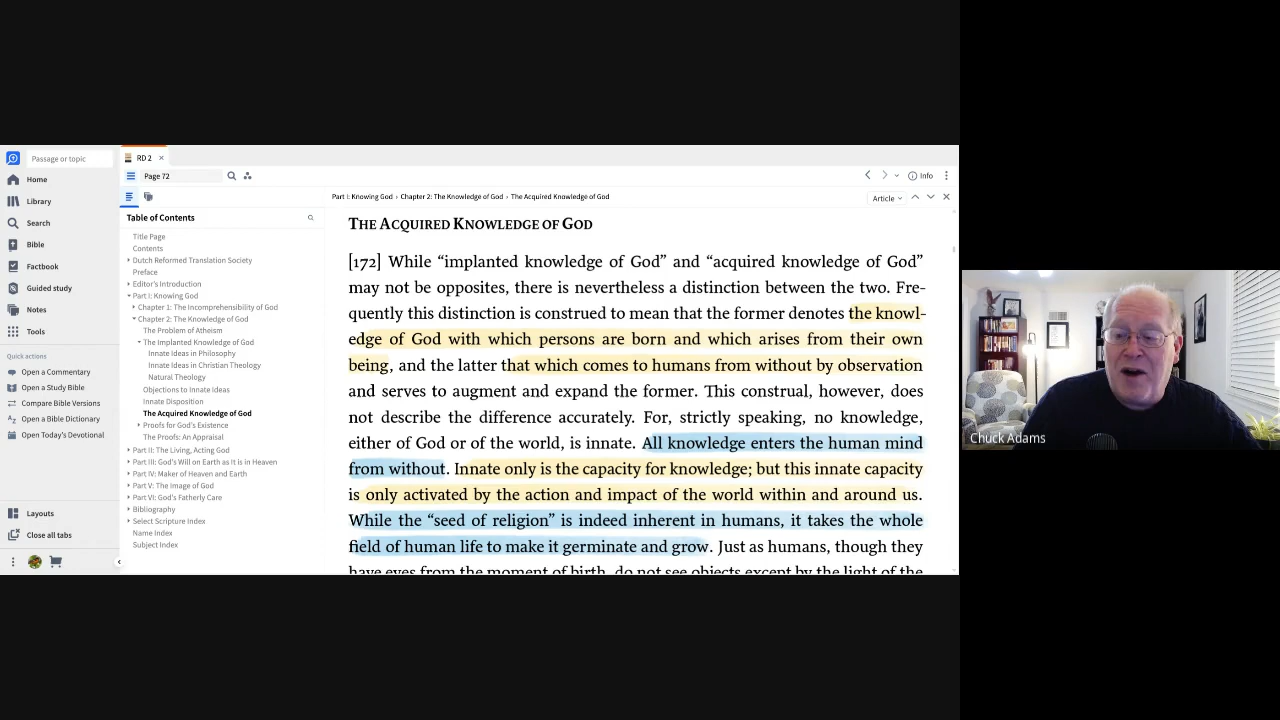 Passage or topic
Home
Library
Search
Bible
Factbook
Guided study
Notes
Tools
Quick actions
Open a Commentary
Open a Study Bible
Compare Bible Versions
Open a Bible Dictionary
Open Today's Devotional
Layouts
Close all tabs
RD 2
Page 72
Info
Table of Contents
Title Page
Contents
Dutch Reformed Translation Society
Preface
Editor's Introduction
Part I: Knowing God
Chapter 1: The Incomprehensibility of God
Chapter 2: The Knowledge of God
The Problem of Atheism
The Implanted Knowledge of God
Innate Ideas in Philosophy
Innate Ideas in Christian Theology
Natural Theology
Objections to Innate Ideas
Innate Disposition
The Acquired Knowledge of God
Proofs for God's Existence
The Proofs: An Appraisal
Part II: The Living, Acting God
Part III: God's Will on Earth as It is in Heaven
Part IV: Maker of Heaven and Earth
Part V: The Image of God
Part VI: God's Fatherly Care
Bibliography
Select Scripture Index
Name Index
Subject Index
Part I: Knowing God › Chapter 2: The Knowledge of God › The Acquired Knowledge of God
Article
THE ACQUIRED KNOWLEDGE OF GOD
[172] While “implanted knowledge of God” and “acquired knowledge of God”
may not be opposites, there is nevertheless a distinction between the two. Fre-
quently this distinction is construed to mean that the former denotes the knowl-
edge of God with which persons are born and which arises from their own
being, and the latter that which comes to humans from without by observation
and serves to augment and expand the former. This construal, however, does
not describe the difference accurately. For, strictly speaking, no knowledge,
either of God or of the world, is innate. All knowledge enters the human mind
from without. Innate only is the capacity for knowledge; but this innate capacity
is only activated by the action and impact of the world within and around us.
While the “seed of religion” is indeed inherent in humans, it takes the whole
field of human life to make it germinate and grow. Just as humans, though they
have eyes from the moment of birth, do not see objects except by the light of the
Chuck Adams